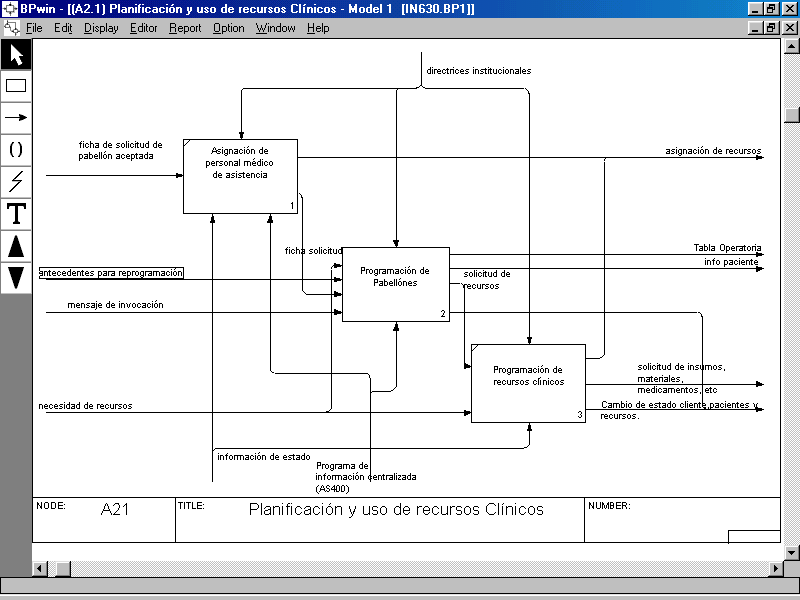 BPwin - [(A2.1) Planificación y uso de recursos Clínicos - Model 1 [IN630.BP1]]
File Edit Display Editor Report Option Window Help
directrices institucionales
ficha de solicitud de
pabellón aceptada
Asignación de
personal médico
de asistencia
1
asignación de recursos
ficha solicitud
Tabla Operatoria
info paciente
antecedentes para reprogramación
Programación de
Pabellónes
2
solicitud de
recursos
mensaje de invocación
Programación de
recursos clínicos
3
solicitud de insumos,
materiales,
medicamentos, etc
necesidad de recursos
Cambio de estado cliente,pacientes y
recursos.
información de estado
Programa de
información centralizada
(AS400)
NODE:
A21
TITLE:
Planificación y uso de recursos Clínicos
NUMBER:
( )
T